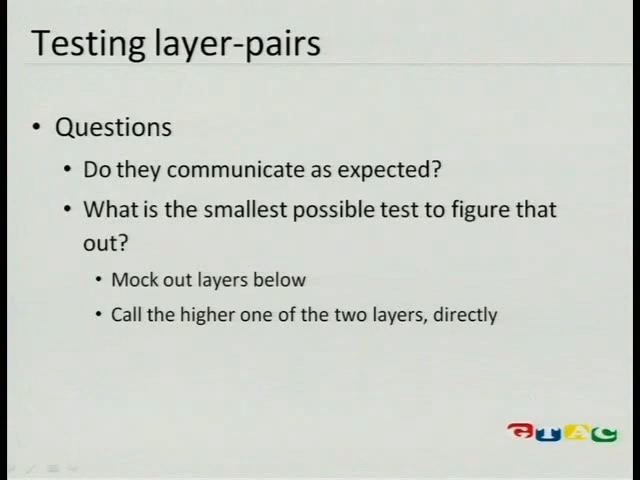 Testing layer-pairs
• Questions
• Do they communicate as expected?
• What is the smallest possible test to figure that
out?
• Mock out layers below
• Call the higher one of the two layers, directly
GTAC